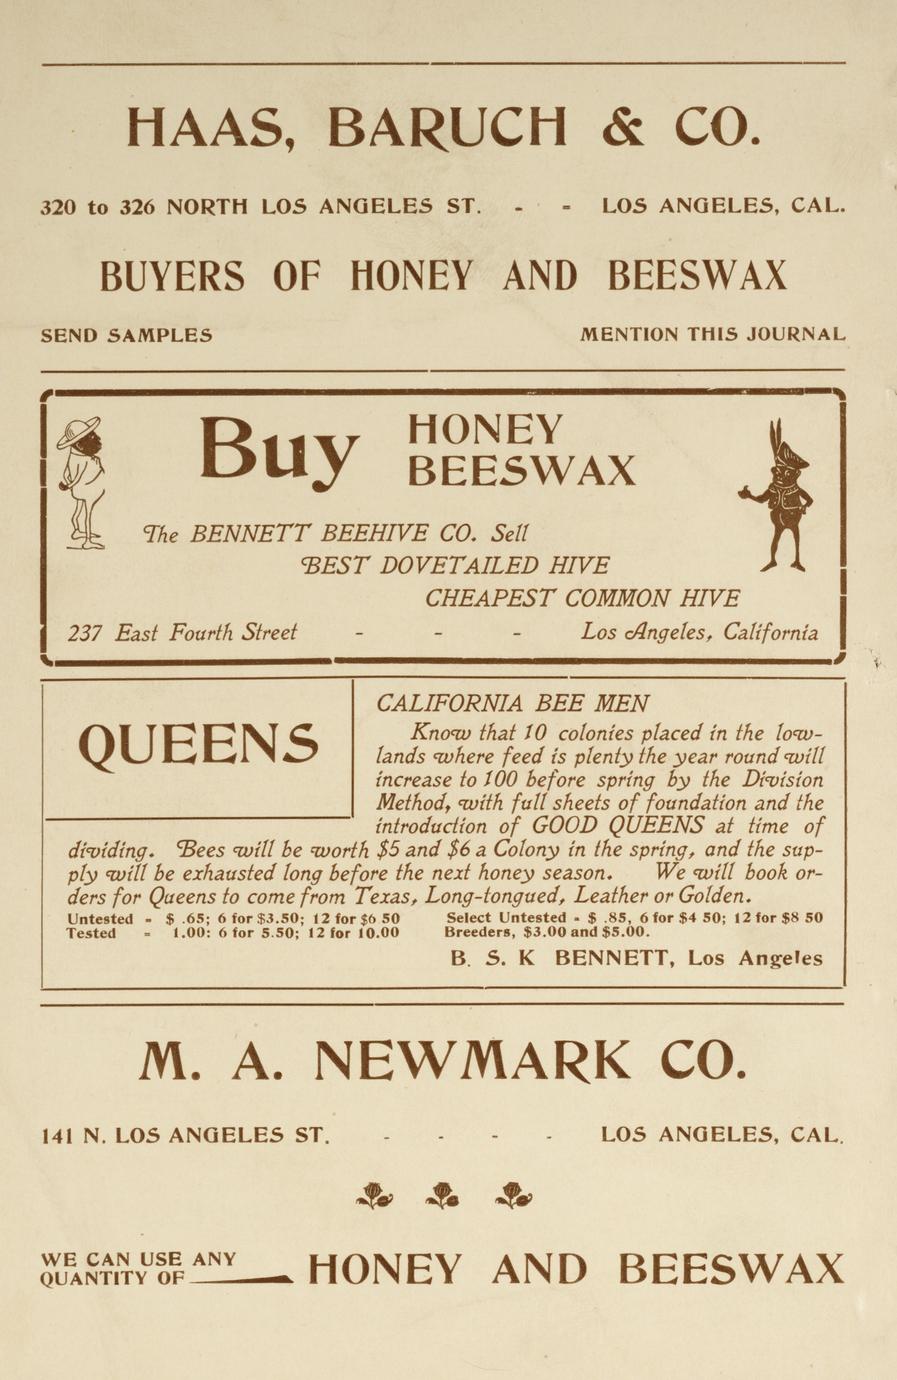 HAAS, BARUCH & CO.
320 to 326 NORTH LOS ANGELES ST. - - LOS ANGELES, CAL.
BUYERS OF HONEY AND BEESWAX
SEND SAMPLES MENTION THIS JOURNAL
Buy HONEY
BEESWAX
The BENNETT BEEHIVE CO. Sell
BEST DOVETAILED HIVE
CHEAPEST COMMON HIVE
237 East Fourth Street - - - Los Angeles, California
QUEENS
CALIFORNIA BEE MEN
Know that 10 colonies placed in the low-
lands where feed is plenty the year round will
increase to 100 before spring by the Division
Method, with full sheets of foundation and the
introduction of GOOD QUEENS at time of
dividing. Bees will be worth $5 and $6 a Colony in the spring, and the sup-
ply will be exhausted long before the next honey season. We will book or-
ders for Queens to come from Texas, Long-tongued, Leather or Golden.
Untested - $ .65; 6 for $3.50; 12 for $6 50 Select Untested - $ .85, 6 for $4 50; 12 for $8 50
Tested = 1.00: 6 for 5.50; 12 for 10.00 Breeders, $3.00 and $5.00.
B. S. K BENNETT, Los Angeles
M. A. NEWMARK CO.
141 N. LOS ANGELES ST. - - - - LOS ANGELES, CAL.
WE CAN USE ANY
QUANTITY OF HONEY AND BEESWAX